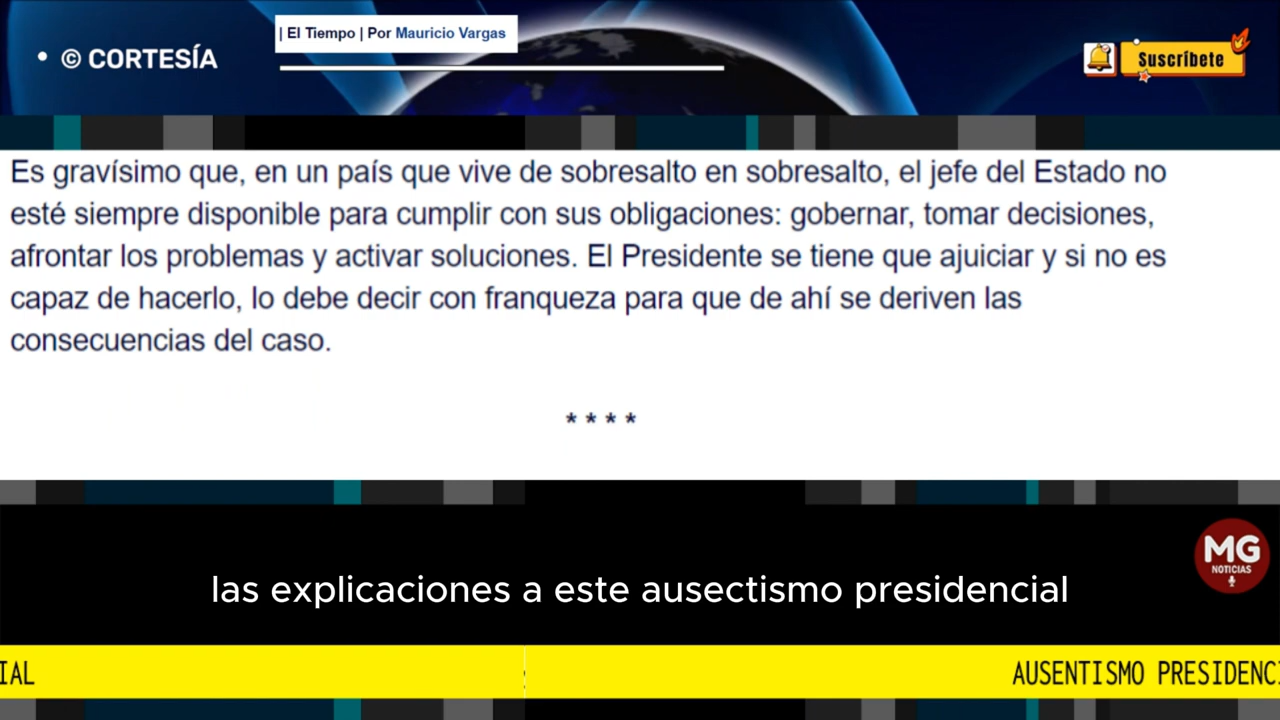 | El Tiempo | Por Mauricio Vargas
• © CORTESÍA
Suscríbete
Es gravísimo que, en un país que vive de sobresalto en sobresalto, el jefe del Estado no
esté siempre disponible para cumplir con sus obligaciones: gobernar, tomar decisiones,
afrontar los problemas y activar soluciones. El Presidente se tiene que ajuiciar y si no es
capaz de hacerlo, lo debe decir con franqueza para que de ahí se deriven las
consecuencias del caso.
* * * *
MG
NOTICIAS
las explicaciones a este ausectismo presidencial
IAL
AUSENTISMO PRESIDENCI